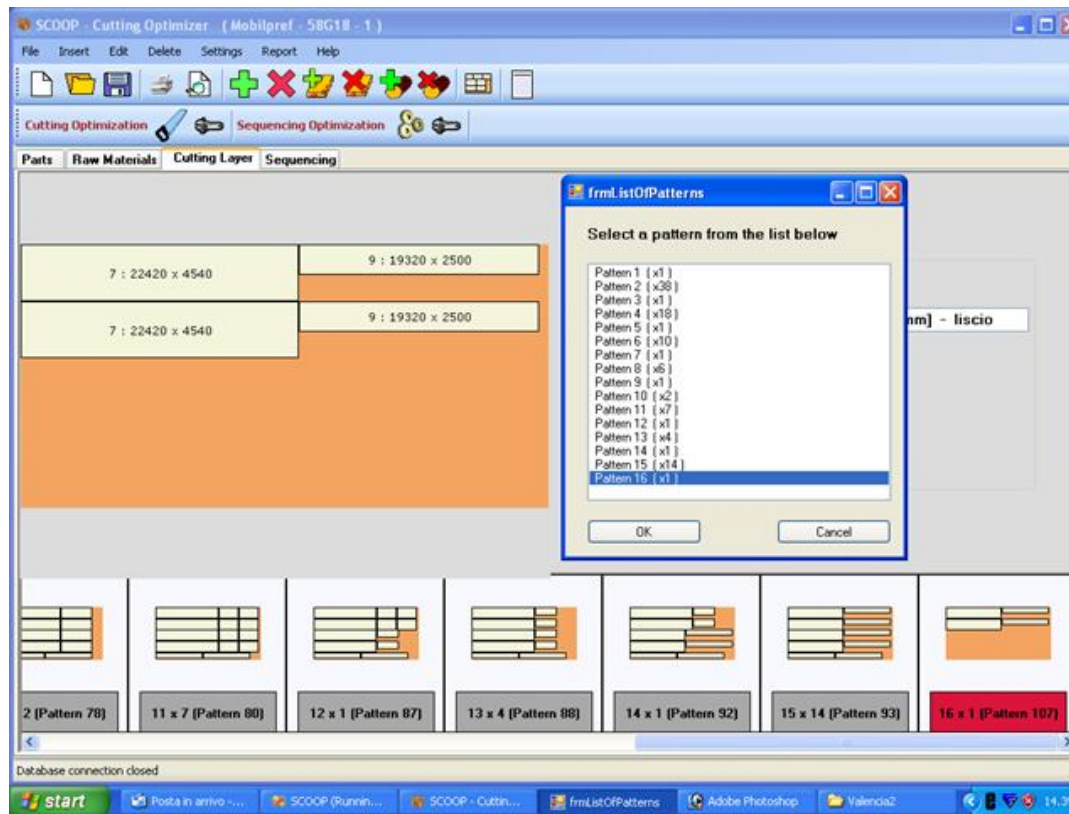 SCOOP - Cutting Optimizer ( Mobilpref - 58G18 - 1 )
File Insert Edit Delete Settings Report Help
Cutting Optimization Sequencing Optimization
Parts Raw Materials Cutting Layer Sequencing
7 : 22420 x 4540
9 : 19320 x 2500
7 : 22420 x 4540
9 : 19320 x 2500
frmListOfPatterns
Select a pattern from the list below
Pattern 1 ( x1 )
Pattern 2 ( x38 )
Pattern 3 ( x1 )
Pattern 4 ( x18 )
Pattern 5 ( x1 )
Pattern 6 ( x10 )
Pattern 7 ( x1 )
Pattern 8 ( x6 )
Pattern 9 ( x1 )
Pattern 10 ( x2 )
Pattern 11 ( x7 )
Pattern 12 ( x1 )
Pattern 13 ( x4 )
Pattern 14 ( x1 )
Pattern 15 ( x14 )
Pattern 16 ( x1 )
OK Cancel
mm] - liscio
2 (Pattern 78) 11 x 7 (Pattern 80) 12 x 1 (Pattern 87) 13 x 4 (Pattern 88) 14 x 1 (Pattern 92) 15 x 14 (Pattern 93) 16 x 1 (Pattern 107)
Database connection closed
start Posta in arrivo -... SCOOP (Runnin... SCOOP - Cuttin... frmListOfPatterns Adobe Photoshop Valencia2